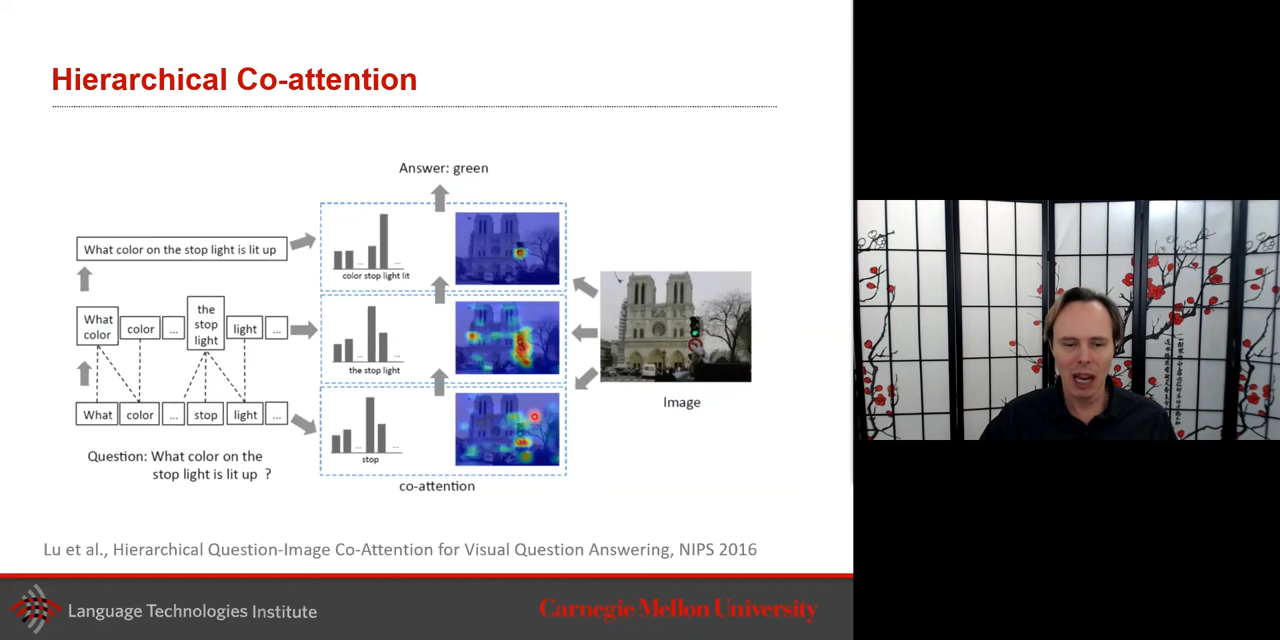 Hierarchical Co-attention
Answer: green
What color on the stop light is lit up
color stop light lit
What
color
color
...
the
stop
light
light
...
the stop light
What
color
...
stop
light
...
stop
Image
Question: What color on the
stop light is lit up ?
co-attention
Lu et al., Hierarchical Question-Image Co-Attention for Visual Question Answering, NIPS 2016
Language Technologies Institute
Carnegie Mellon University